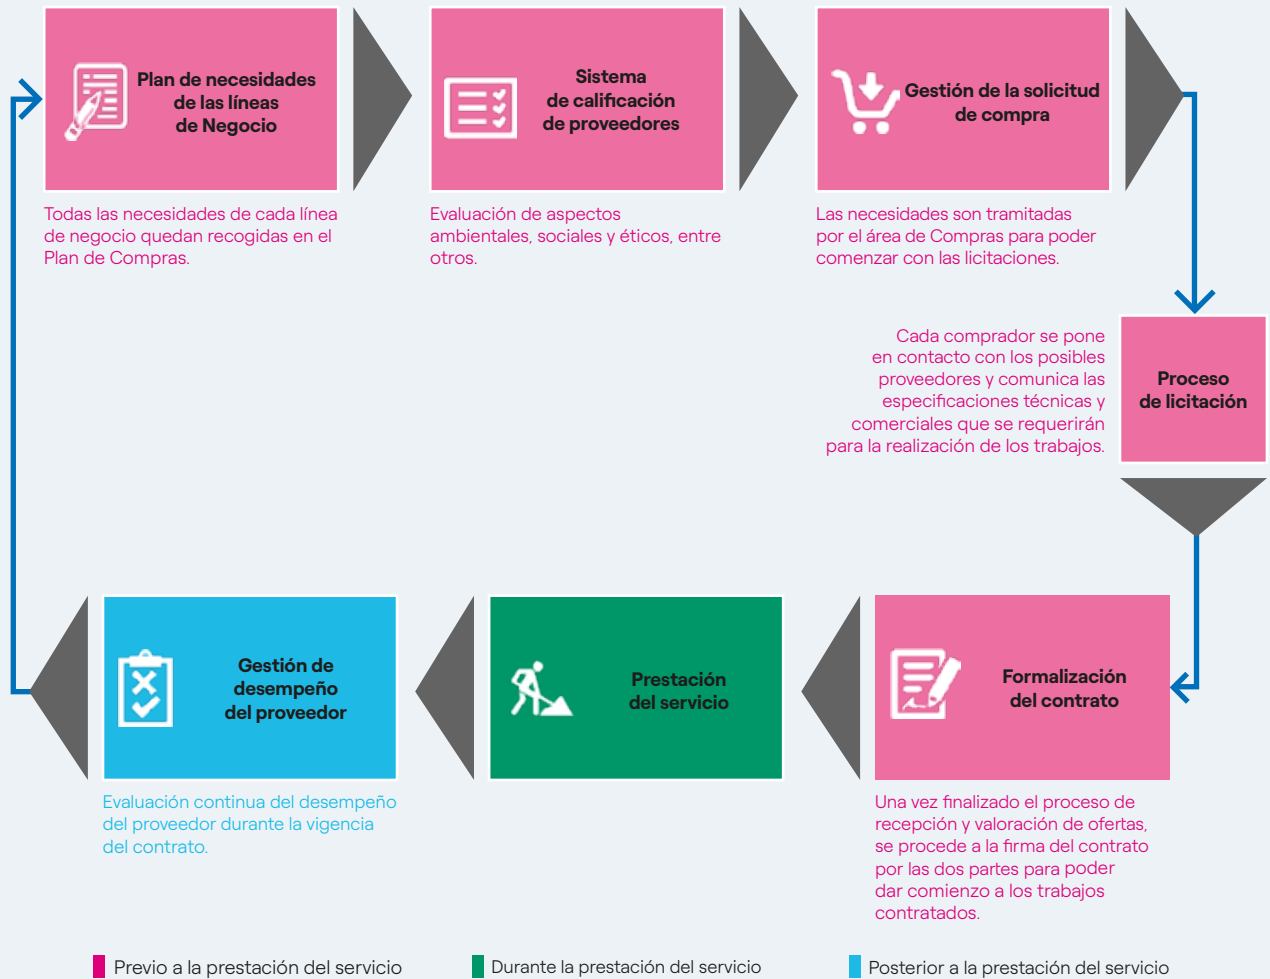 Plan de necesidades
de las líneas
de Negocio
Todas las necesidades de cada línea
de negocio quedan recogidas en el
Plan de Compras.
Sistema
de calificación
de proveedores
Evaluación de aspectos
ambientales, sociales y éticos, entre
otros.
Gestión de la solicitud
de compra
Las necesidades son tramitadas
por el área de Compras para poder
comenzar con las licitaciones.
Cada comprador se pone
en contacto con los posibles
proveedores y comunica las
especificaciones técnicas y
comerciales que se requerirán
para la realización de los trabajos.
Proceso
de licitación
Formalización
del contrato
Una vez finalizado el proceso de
recepción y valoración de ofertas,
se procede a la firma del contrato
por las dos partes para poder
dar comienzo a los trabajos
contratados.
Prestación
del servicio
Gestión de
desempeño
del proveedor
Evaluación continua del desempeño
del proveedor durante la vigencia
del contrato.
Previo a la prestación del servicio
Durante la prestación del servicio
Posterior a la prestación del servicio